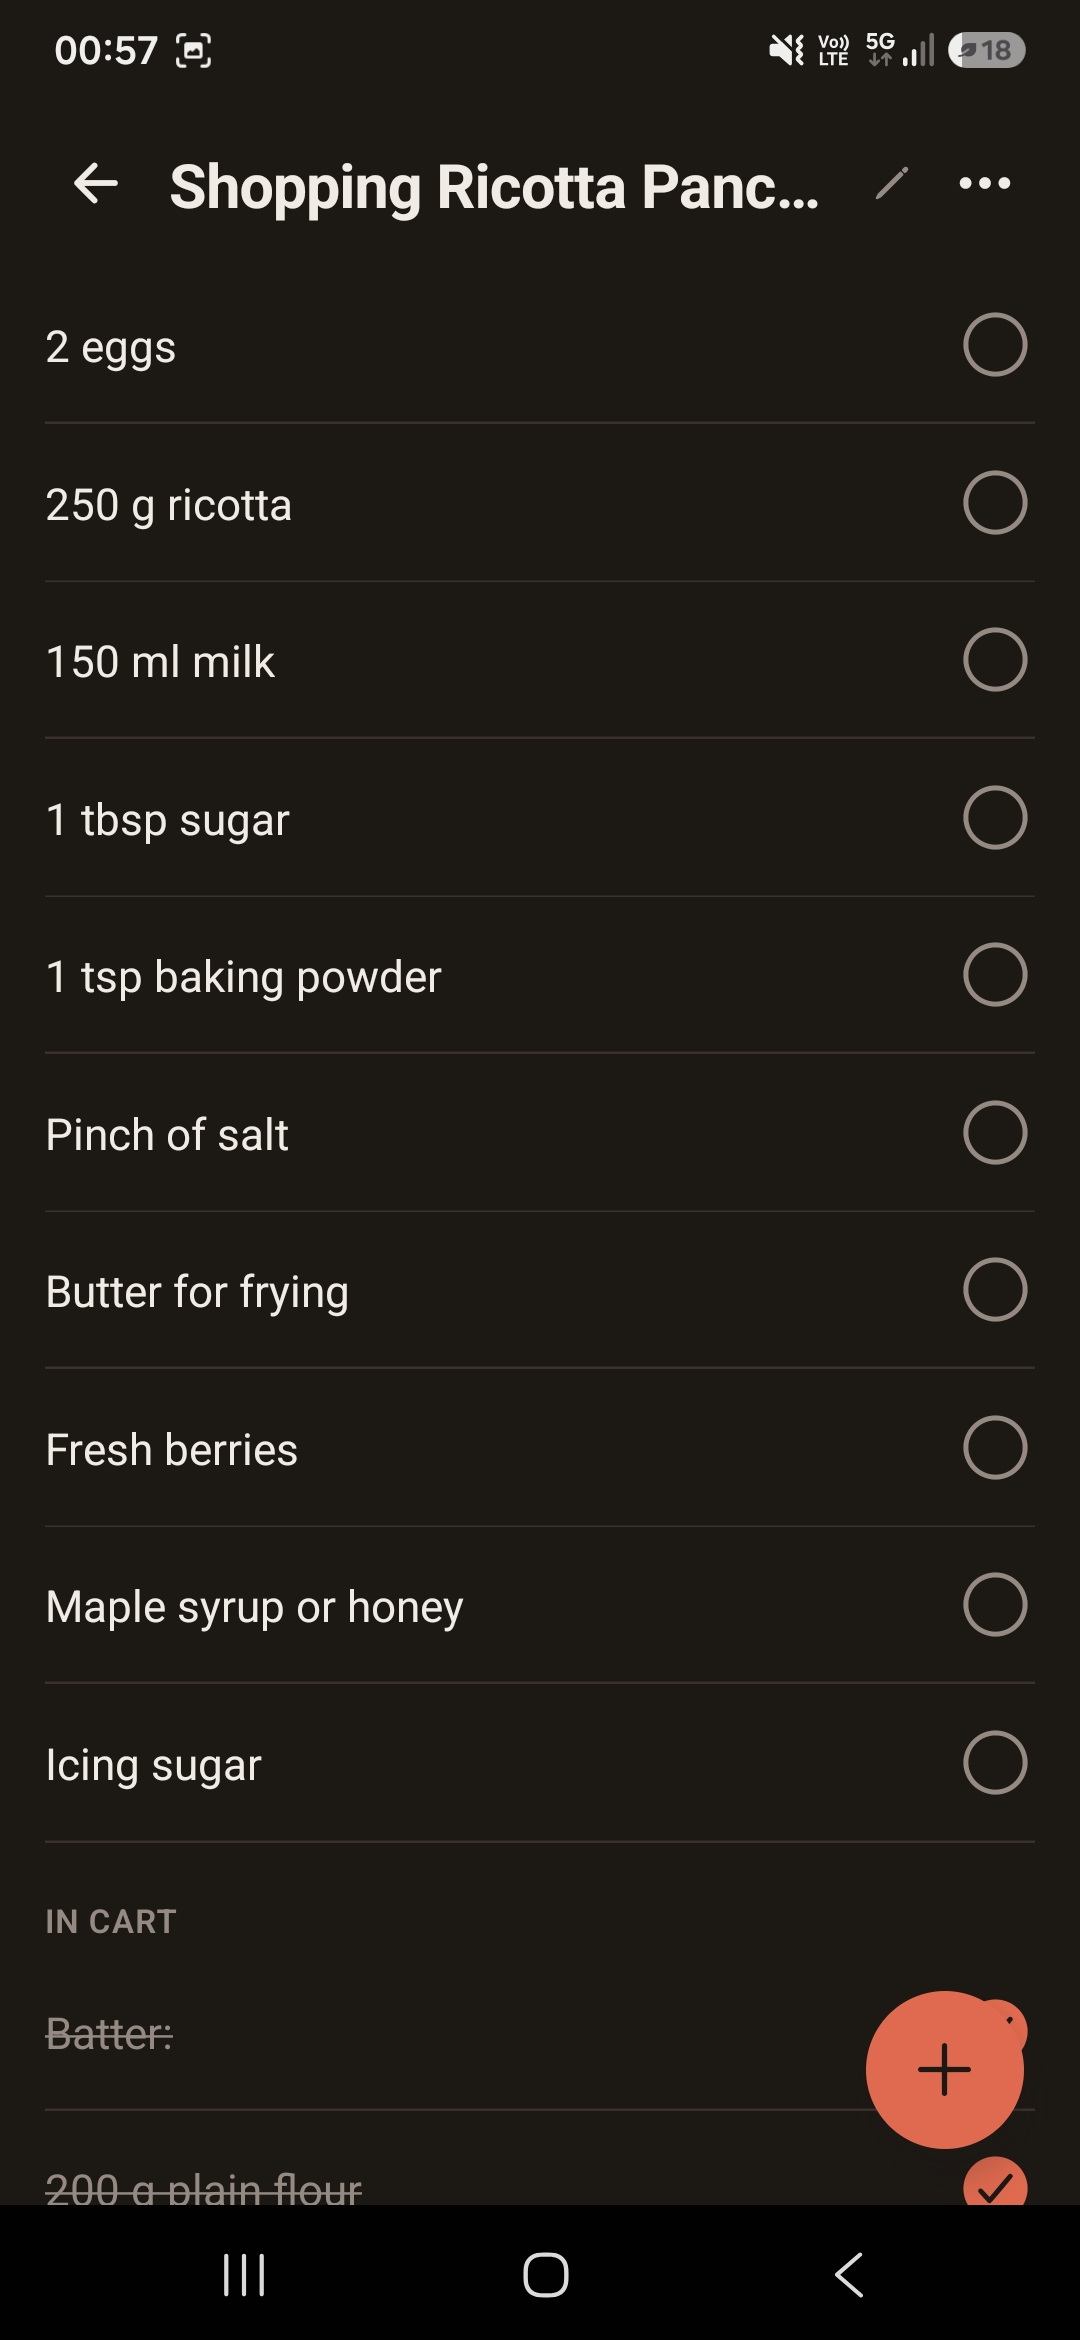 00:57
Vo)) LTE 5G 18
Shopping Ricotta Panc...
2 eggs
250 g ricotta
150 ml milk
1 tbsp sugar
1 tsp baking powder
Pinch of salt
Butter for frying
Fresh berries
Maple syrup or honey
Icing sugar
IN CART
Batter:
200 g plain flour